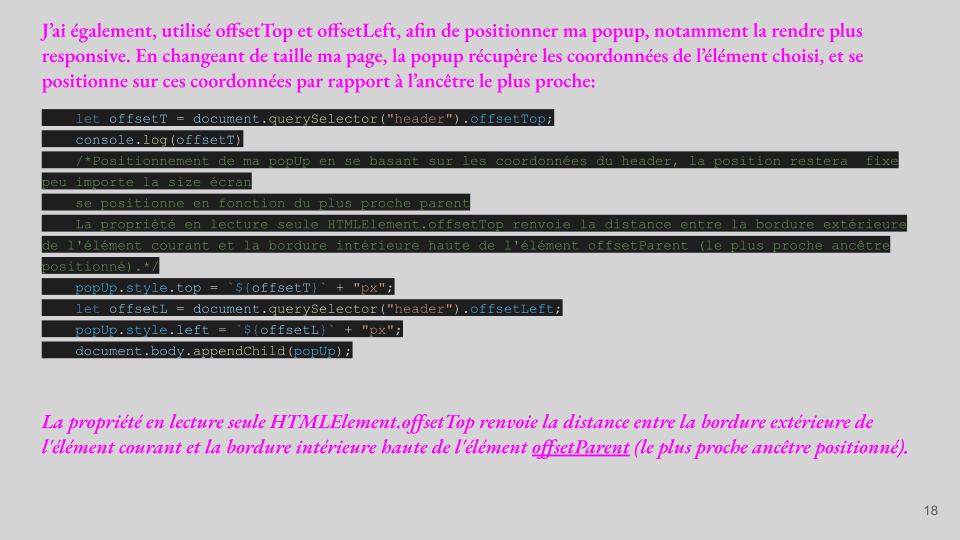 J’ai également, utilisé offsetTop et offsetLeft, afin de positionner ma popup, notamment la rendre plus
responsive. En changeant de taille ma page, la popup récupère les coordonnées de l’élément choisi, et se
positionne sur ces coordonnées par rapport à l’ancêtre le plus proche:
let offsetT = document.querySelector("header").offsetTop;
console.log(offsetT)
/*Positionnement de ma popUp en se basant sur les coordonnées du header, la position restera  fixe
peu importe la size écran
se positionne en fonction du plus proche parent
La propriété en lecture seule HTMLElement.offsetTop renvoie la distance entre la bordure extérieure
de l'élément courant et la bordure intérieure haute de l'élément offsetParent (le plus proche ancêtre
positionné).*/
popUp.style.top = `${offsetT}` + "px";
let offsetL = document.querySelector("header").offsetLeft;
popUp.style.left = `${offsetL}` + "px";
document.body.appendChild(popUp);
La propriété en lecture seule HTMLElement.offsetTop renvoie la distance entre la bordure extérieure de
l'élément courant et la bordure intérieure haute de l'élément offsetParent (le plus proche ancêtre positionné).
18